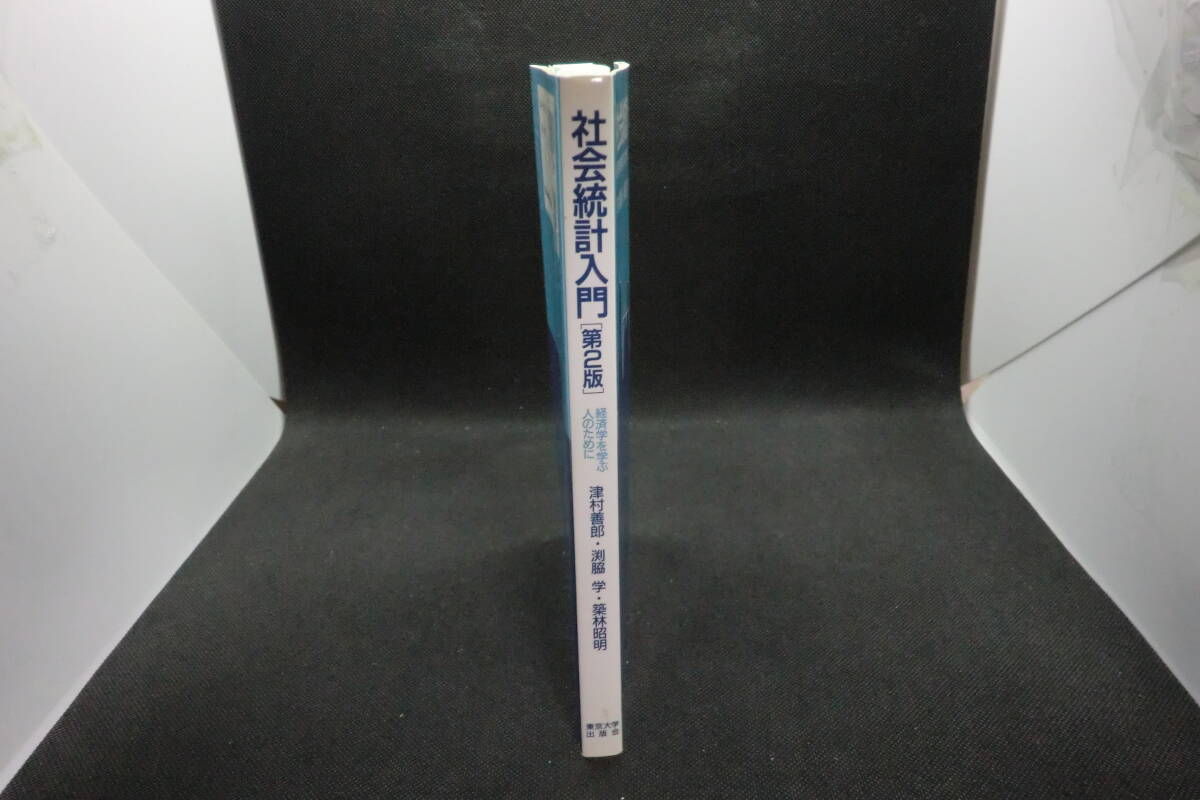 社会統計入門［第2版］
経済学を学ぶ
人のために
津村善郎・渕脇 学・築林昭明
東京大学
出版会